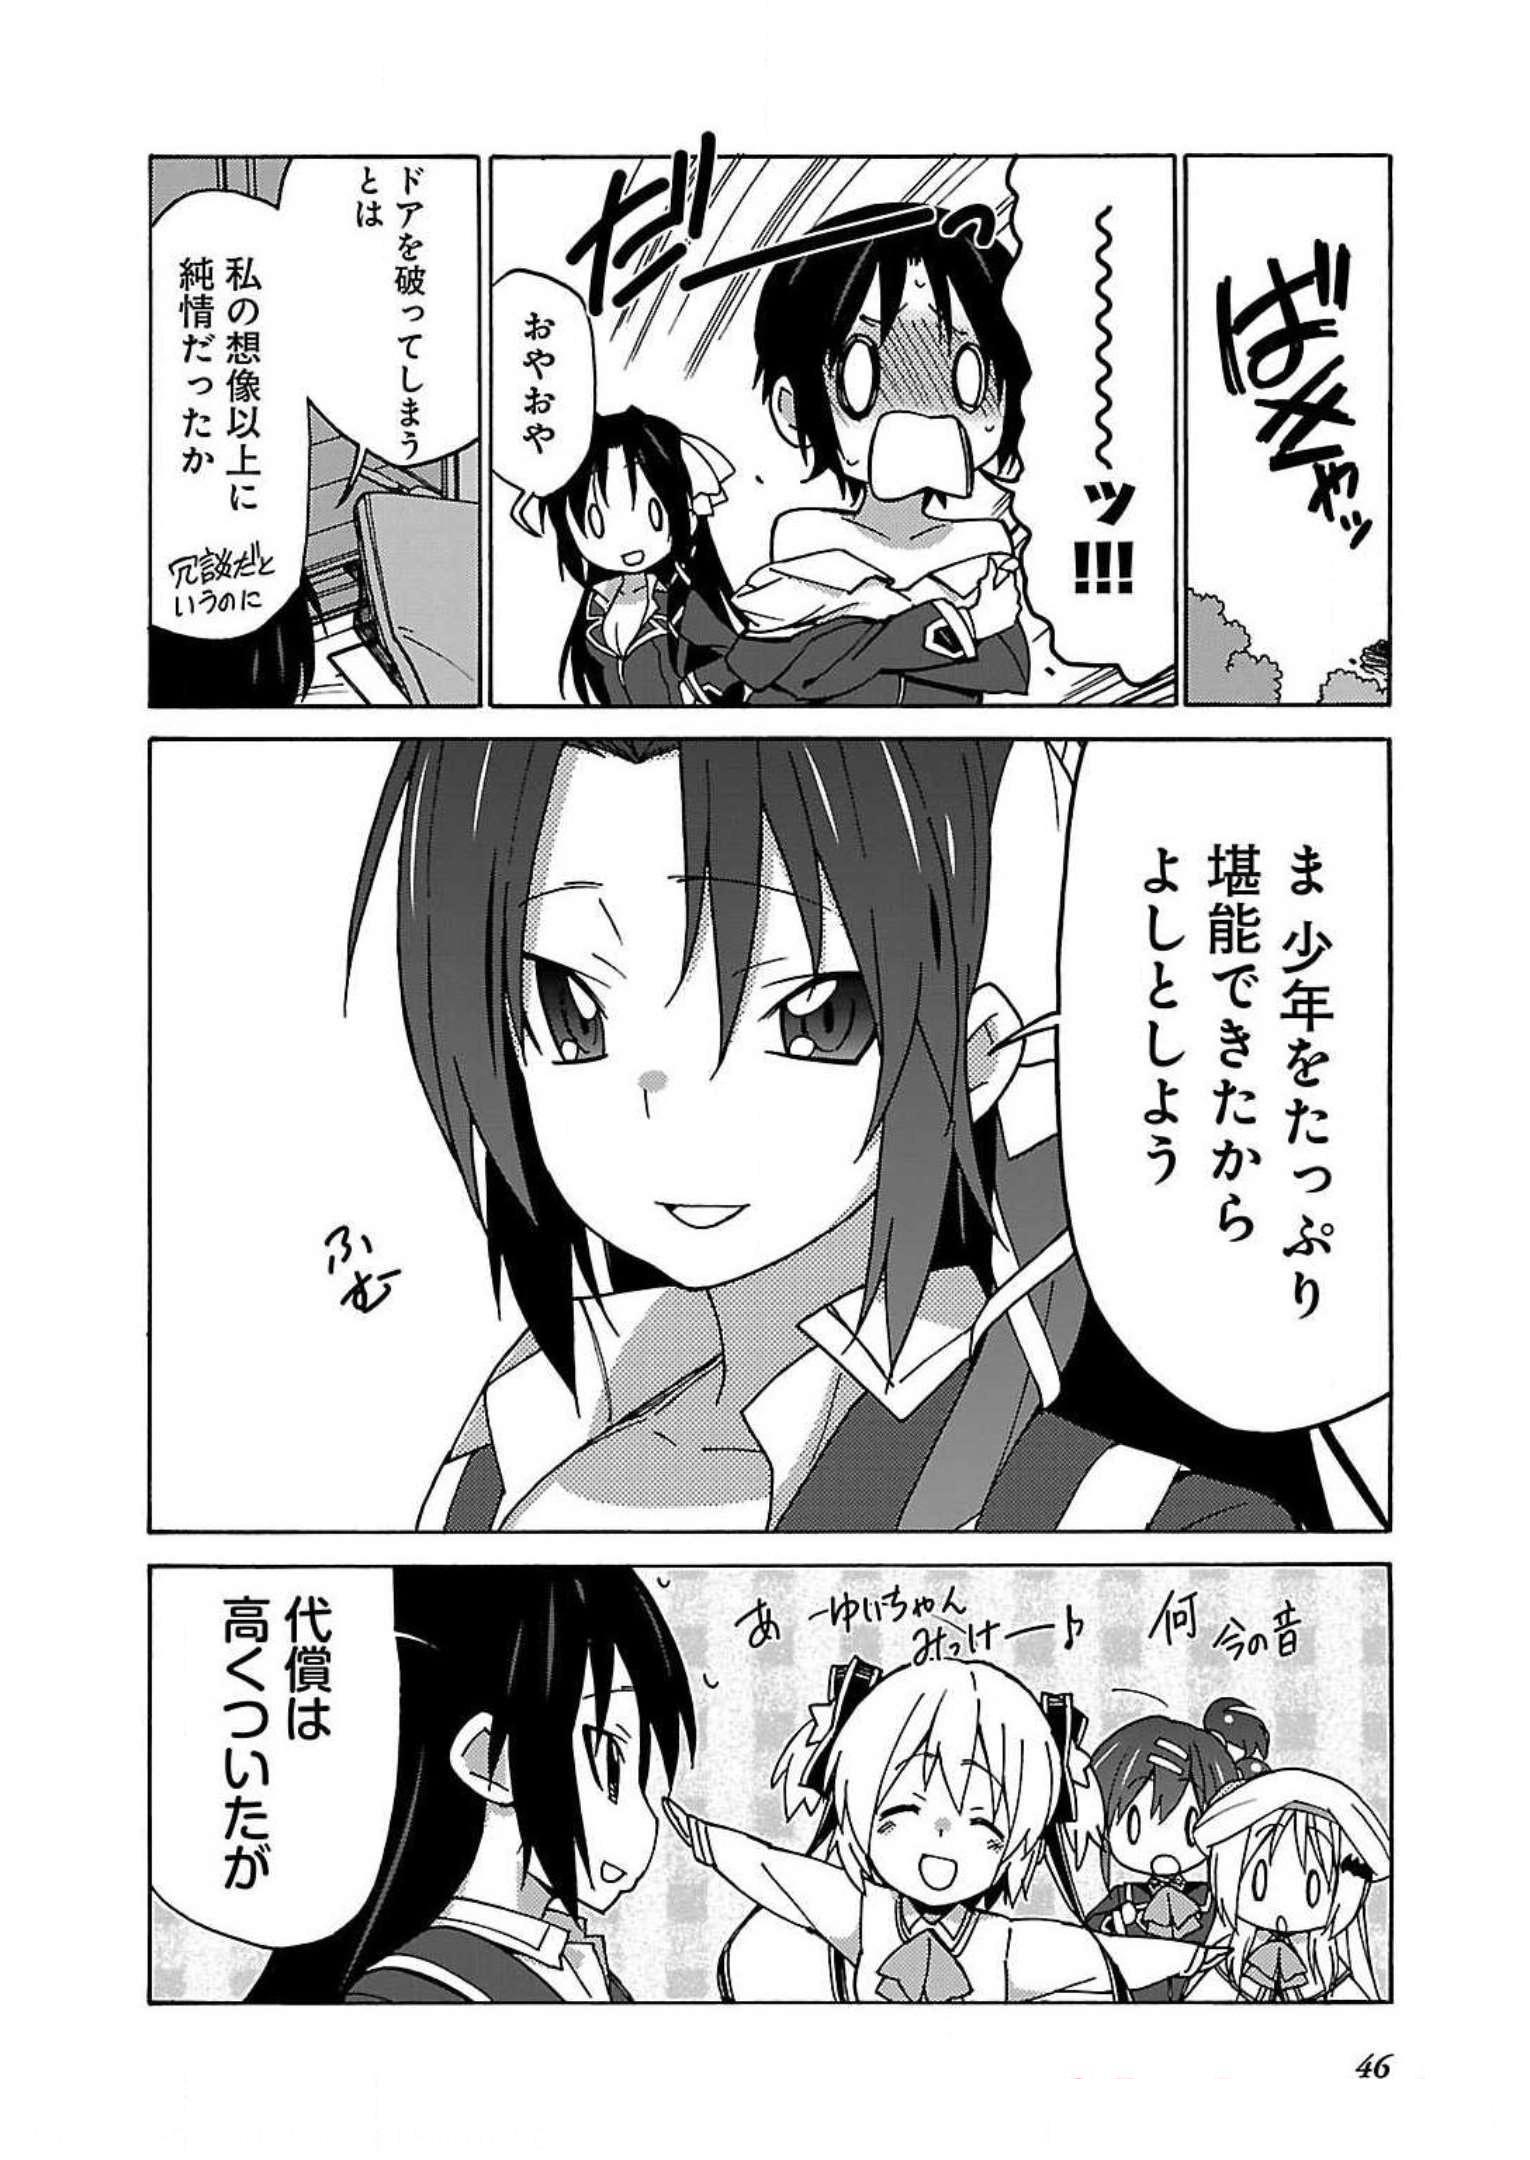 ばきゃッ
～～～～～ッ!!!
ダーーッ
おやおや
ドアを破ってしまう
とは
私の想像以上に
純情だったか
冗談だと
いうのに
ま 少年をたっぷり
堪能できたから
よしとしよう
ふむ
何
今の音
あーゆいちゃん
みっけー♪
代償は
高くついたが
46